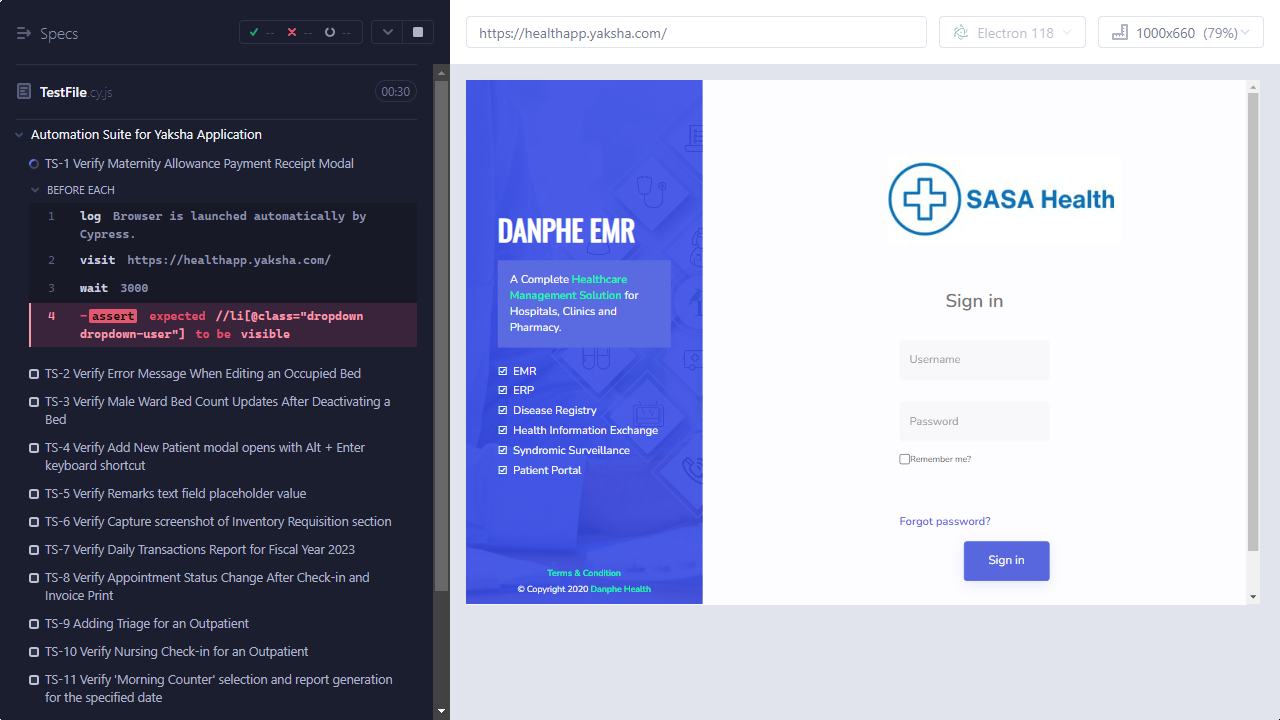 Specs
--
--
--
https://healthapp.yaksha.com/
Electron 118
1000x660 (79%)
TestFile.cy.js
00:30
Automation Suite for Yaksha Application
TS-1 Verify Maternity Allowance Payment Receipt Modal
BEFORE EACH
1 log Browser is launched automatically by
Cypress.
2 visit https://healthapp.yaksha.com/
3 wait 3000
4 -assert expected //li[@class="dropdown
dropdown-user"] to be visible
TS-2 Verify Error Message When Editing an Occupied Bed
TS-3 Verify Male Ward Bed Count Updates After Deactivating a
Bed
TS-4 Verify Add New Patient modal opens with Alt + Enter
keyboard shortcut
TS-5 Verify Remarks text field placeholder value
TS-6 Verify Capture screenshot of Inventory Requisition section
TS-7 Verify Daily Transactions Report for Fiscal Year 2023
TS-8 Verify Appointment Status Change After Check-in and
Invoice Print
TS-9 Adding Triage for an Outpatient
TS-10 Verify Nursing Check-in for an Outpatient
TS-11 Verify 'Morning Counter' selection and report generation
for the specified date
DANPHE EMR
A Complete Healthcare
Management Solution for
Hospitals, Clinics and
Pharmacy.
EMR
ERP
Disease Registry
Health Information Exchange
Syndromic Surveillance
Patient Portal
Terms & Condition
© Copyright 2020 Danphe Health
SASA Health
Sign in
Username
Password
Remember me?
Forgot password?
Sign in